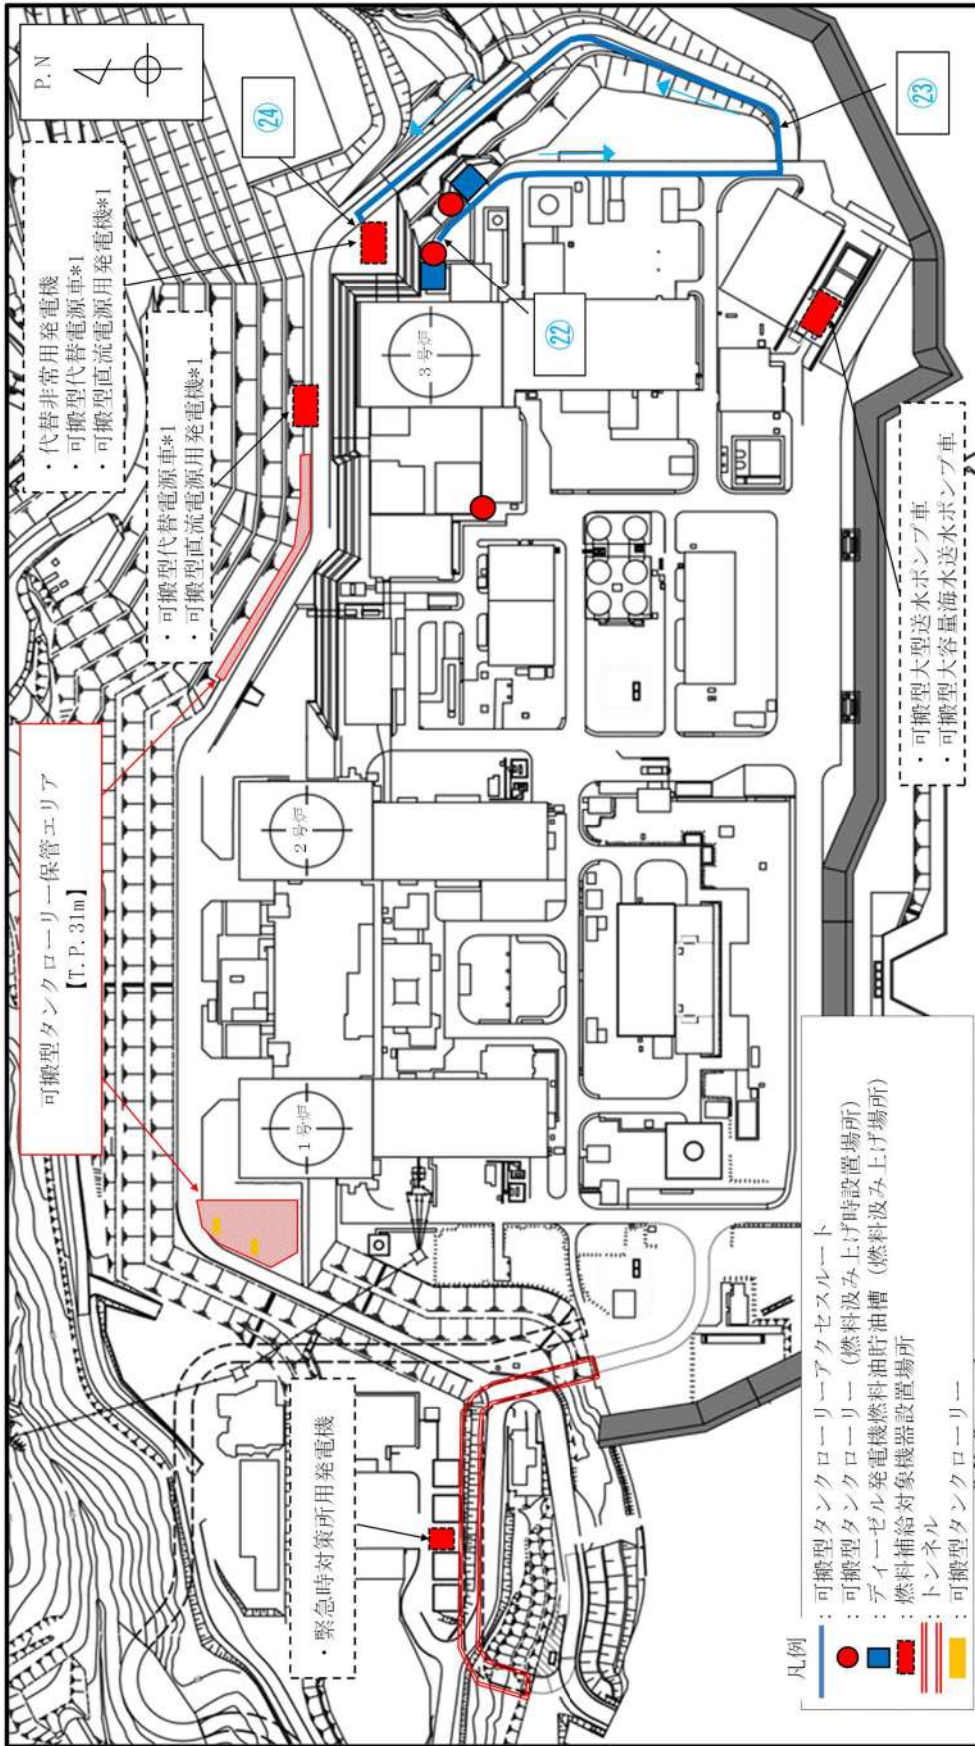 P.N
・代替非常用発電機
・可搬型代替電源車*1
・可搬型直流電源用発電機*1
・可搬型代替電源車*1
・可搬型直流電源用発電機*1
可搬型タンクローリー保管エリア
【T.P.31m】
・緊急時対策所用発電機
㉔
㉓
㉒
3号炉
2号炉
1号炉
・可搬型大型送水ポンプ車
・可搬型大容量海水送水ポンプ車
凡例
：可搬型タンクローリーアクセスルート
：可搬型タンクローリー（燃料汲み上げ時設置場所）
：ディーゼル発電機燃料油貯油槽（燃料汲み上げ場所）
：燃料補給対象機器設置場所
：トンネル
：可搬型タンクローリー